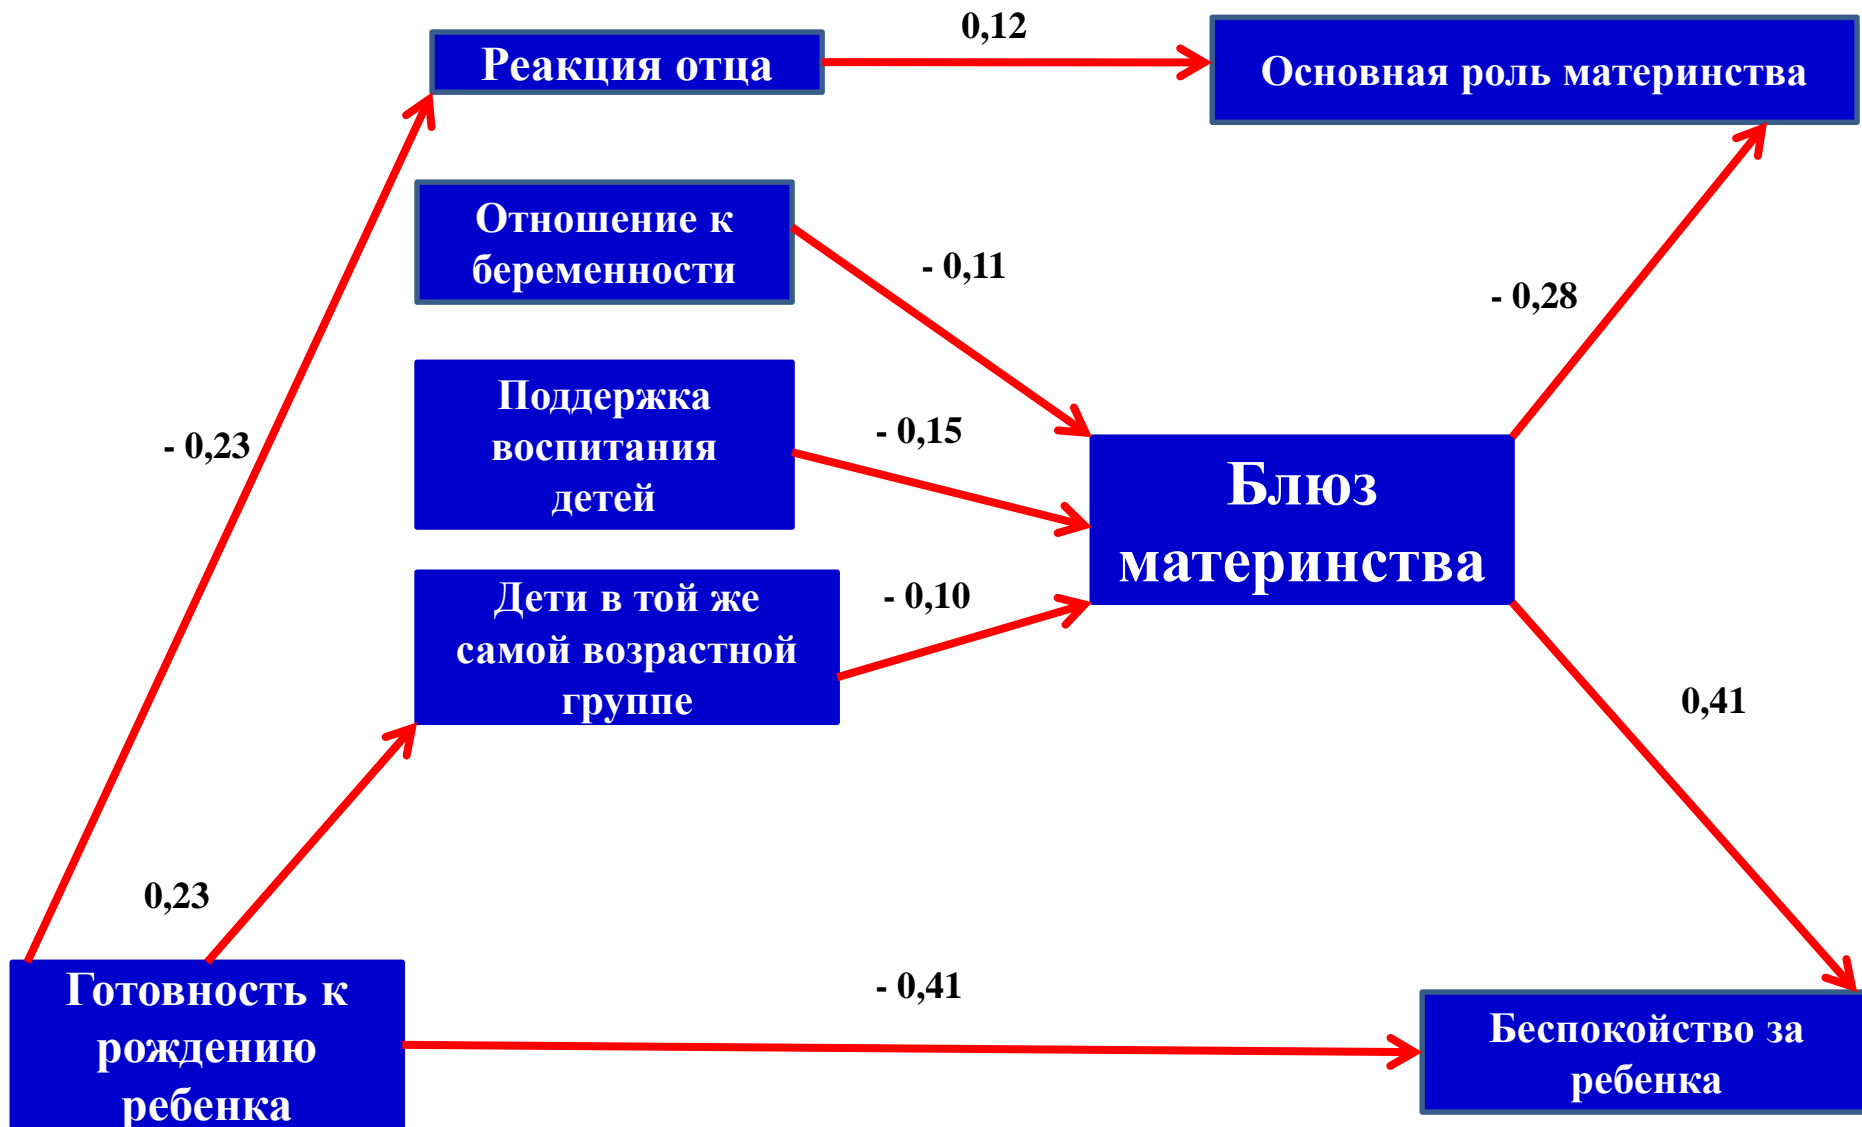 0,12
Реакция отца
Основная роль материнства
Отношение к
беременности
- 0,11
- 0,28
Поддержка
воспитания
детей
- 0,23
- 0,15
Блюз
материнства
Дети в той же
самой возрастной
группе
- 0,10
0,41
0,23
Готовность к
рождению
ребенка
- 0,41
Беспокойство за
ребенка